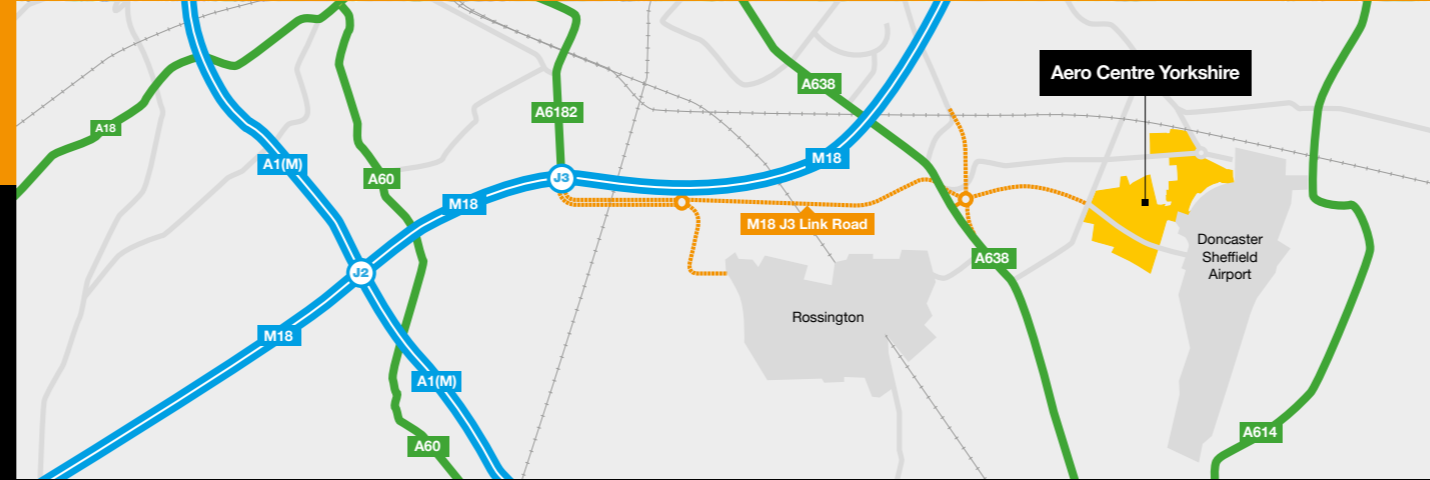 Aero Centre Yorkshire
A638
A6182
A18
A1(M)
M18
A60
J3
M18
M18 J3 Link Road
Doncaster
Sheffield
Airport
A638
J2
Rossington
M18
A1(M)
A614
A60